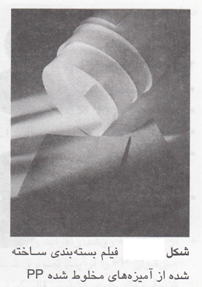 شکل فیلم بسته‌بندی ساخته
شده از آمیزه‌های مخلوط شده PP